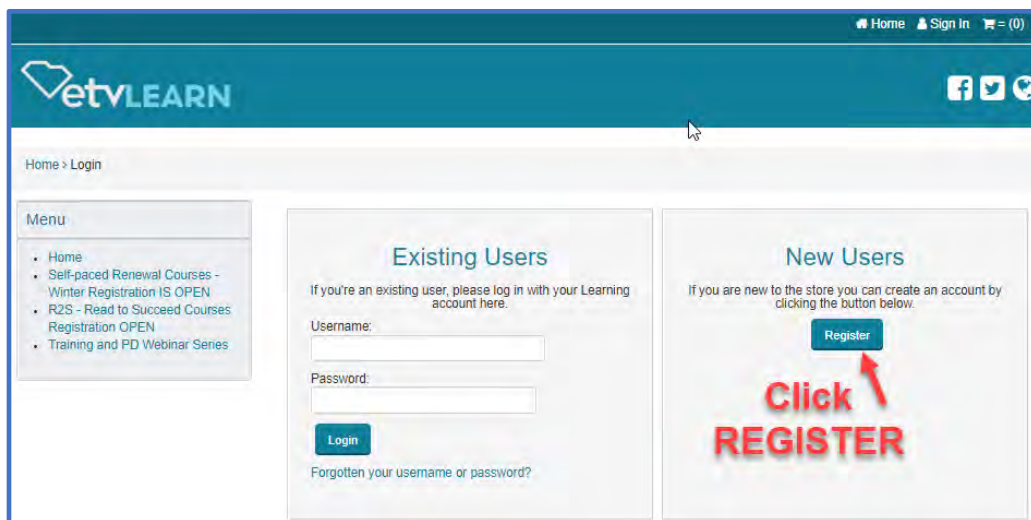 Home Sign In = (0)
etvLEARN
Home > Login
Menu
Home
Self-paced Renewal Courses -
Winter Registration IS OPEN
R2S - Read to Succeed Courses
Registration OPEN
Training and PD Webinar Series
Existing Users
If you're an existing user, please log in with your Learning
account here.
Username:
Password:
Login
Forgotten your username or password?
New Users
If you are new to the store you can create an account by
clicking the button below.
Register
Click
REGISTER